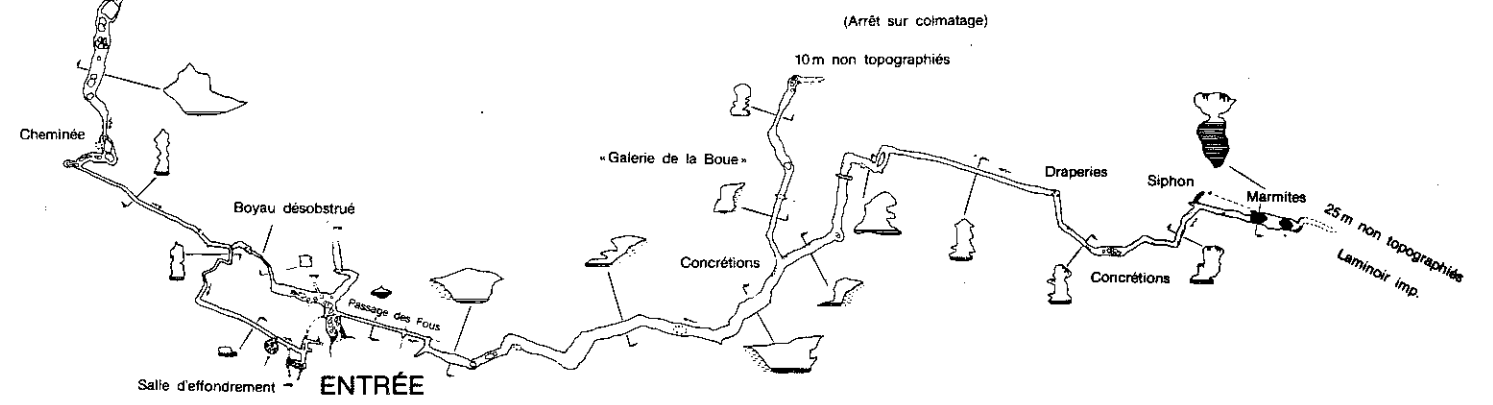 (Arrêt sur colmatage)
10 m non topographiés
Cheminée
«Galerie de la Boue»
Draperies
Siphon
Marmites
Boyau désobstrué
25 m non topographiés
Laminoir imp.
Concrétions
Concrétions
Passage des Fous
Salle d'effondrement
ENTRÉE